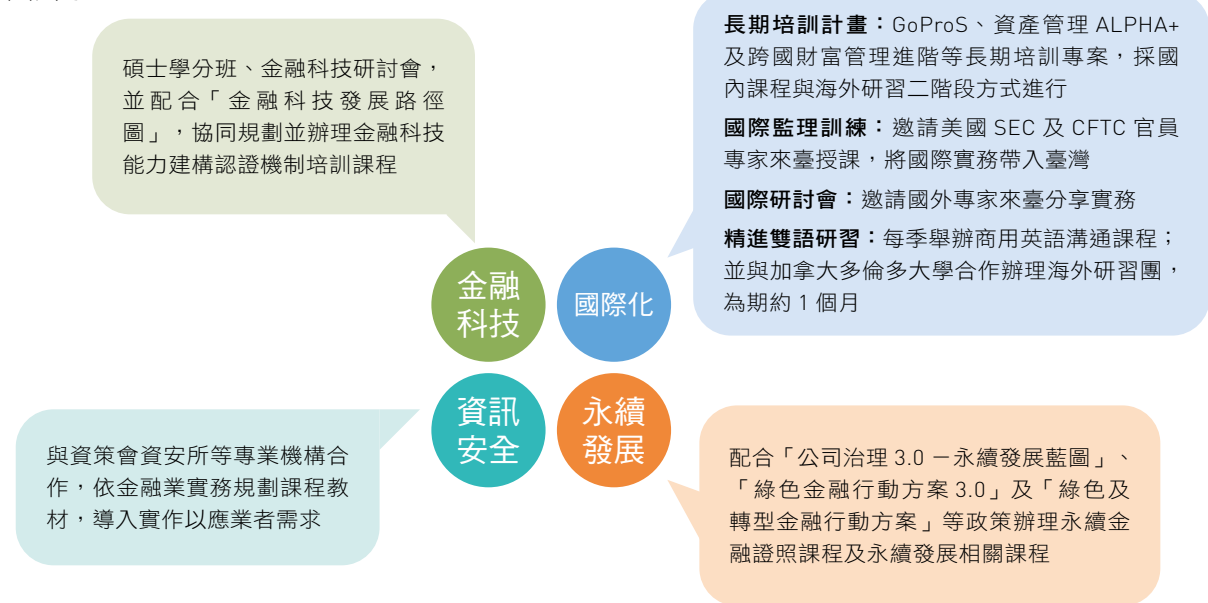 碩士學分班、金融科技研討會，
並配合「金融科技發展路徑
圖」，協同規劃並辦理金融科技
能力建構認證機制培訓課程
長期培訓計畫：GoProS、資產管理 ALPHA+
及跨國財富管理進階等長期培訓專案，採國
內課程與海外研習二階段方式進行
國際監理訓練：邀請美國 SEC 及 CFTC 官員
專家來臺授課，將國際實務帶入臺灣
國際研討會：邀請國外專家來臺分享實務
精進雙語研習：每季舉辦商用英語溝通課程；
並與加拿大多倫多大學合作辦理海外研習團，
為期約 1 個月
金融
科技
國際化
資訊
安全
永續
發展
與資策會資安所等專業機構合
作，依金融業實務規劃課程教
材，導入實作以應業者需求
配合「公司治理 3.0 －永續發展藍圖」、
「綠色金融行動方案 3.0」及「綠色及
轉型金融行動方案」等政策辦理永續金
融證照課程及永續發展相關課程